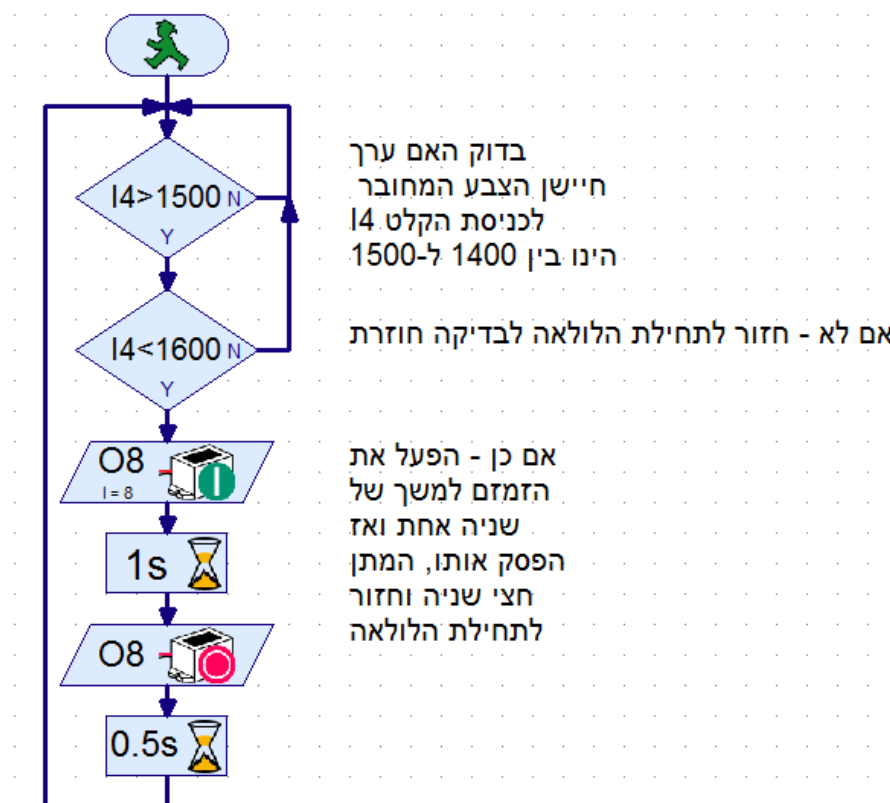 I4>1500 N
Y
בדוק האם ערך
חיישן הצבע המחובר
לכניסת הקלט I4
הינו בין 1400 ל-1500
I4<1600 N
Y
אם לא - חזור לתחילת הלולאה לבדיקה חוזרת
O8
I = 8
אם כן - הפעל את
הזמזם למשך של
שניה אחת ואז
הפסק אותו, המתן
חצי שניה וחזור
לתחילת הלולאה
1s
O8
0.5s